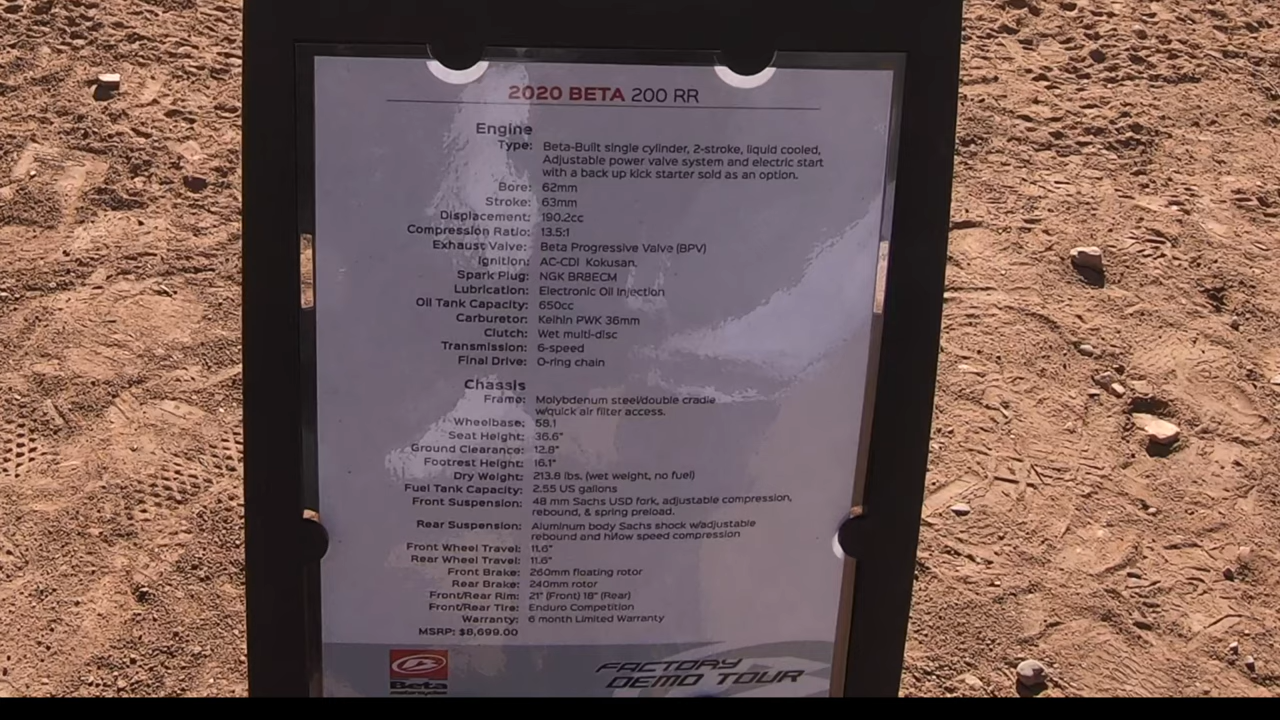 2020 BETA 200 RR
Engine
Type: Beta-Built single cylinder, 2-stroke, liquid cooled,
Adjustable power valve system and electric start
with a back up kick starter sold as an option.
Bore: 62mm
Stroke: 63mm
Displacement: 190.2cc
Compression Ratio: 13.5:1
Exhaust Valve: Beta Progressive Valve (BPV)
Ignition: AC-CDI Kokusan.
Spark Plug: NGK BR8ECM
Lubrication: Electronic Oil Injection
Oil Tank Capacity: 650cc
Carburetor: Keihin PWK 36mm
Clutch: Wet multi-disc
Transmission: 6-speed
Final Drive: O-ring chain
Chassis
Frame: Molybdenum steel/double cradle
w/quick air filter access.
Wheelbase: 58.1
Seat Height: 36.6"
Ground Clearance: 12.8"
Footrest Height: 16.1"
Dry Weight: 213.8 lbs. (wet weight, no fuel)
Fuel Tank Capacity: 2.55 US gallons
Front Suspension: 48 mm Sachs USD fork, adjustable compression,
rebound, & spring preload.
Rear Suspension: Aluminum body Sachs shock w/adjustable
rebound and hi/low speed compression
Front Wheel Travel: 11.6"
Rear Wheel Travel: 11.6"
Front Brake: 260mm floating rotor
Rear Brake: 240mm rotor
Front/Rear Rim: 21" (Front) 18" (Rear)
Front/Rear Tire: Enduro Competition
Warranty: 6 month Limited Warranty
MSRP: $8,699.00
Beta
motorcycles
FACTORY
DEMO TOUR